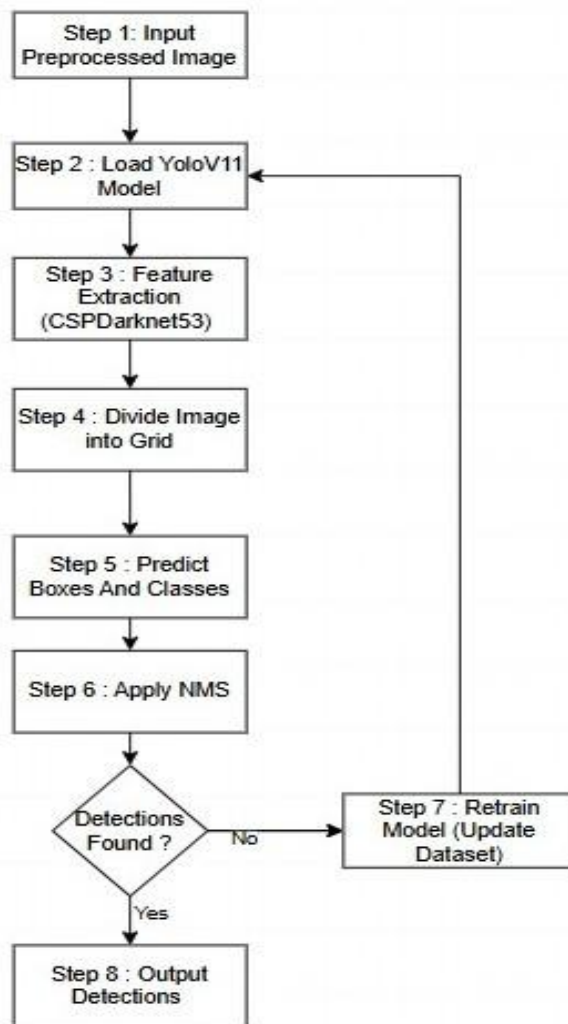 Step 1: Input
Preprocessed Image
Step 2 : Load YoloV11
Model
Step 3 : Feature
Extraction
(CSPDarknet53)
Step 4 : Divide Image
into Grid
Step 5 : Predict
Boxes And Classes
Step 6 : Apply NMS
Detections
Found ?
No
Step 7 : Retrain
Model (Update
Dataset)
Yes
Step 8 : Output
Detections